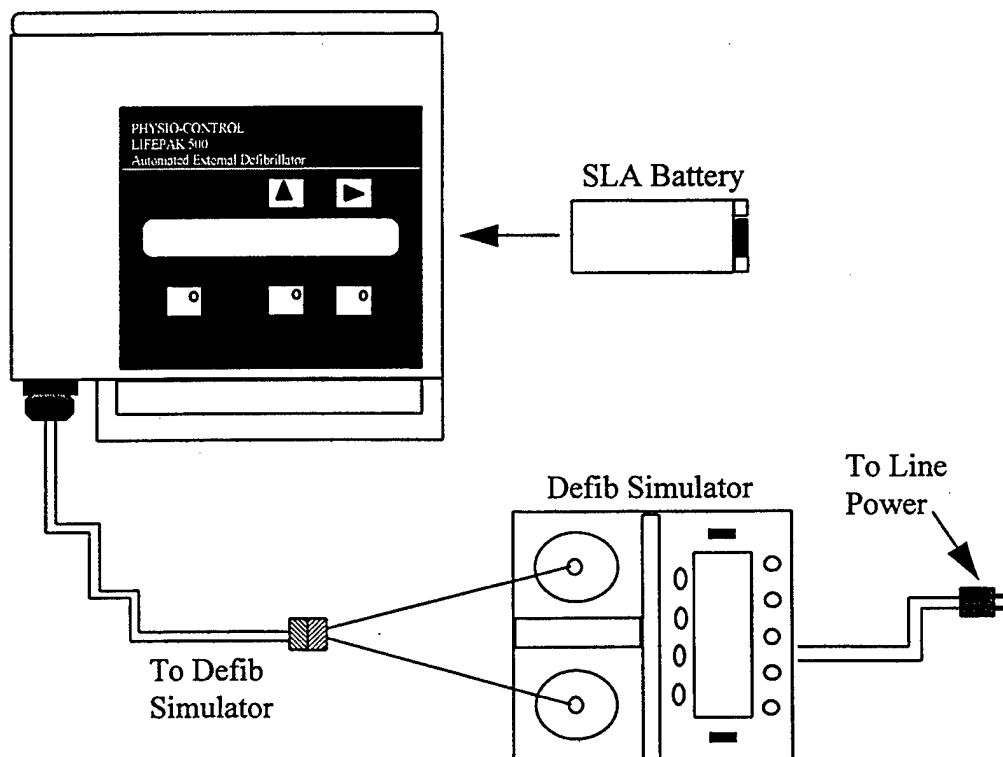 PHYSIO-CONTROL
LIFEPAK 500
Automated External Defibrillator
SLA Battery
Defib Simulator
To Line
Power
To Defib
Simulator